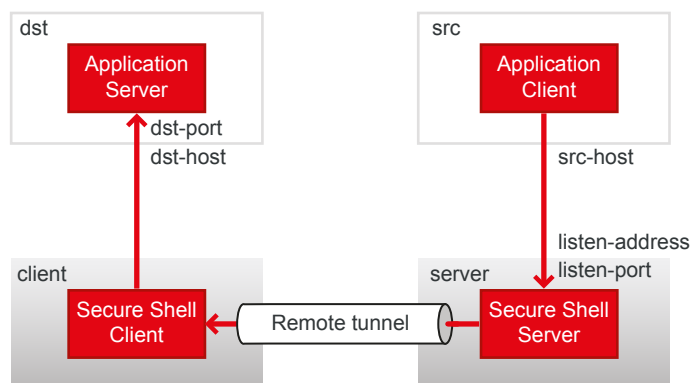 dst
Application
Server
dst-port
dst-host
src
Application
Client
src-host
listen-address
listen-port
client
Secure Shell
Client
Remote tunnel
server
Secure Shell
Server